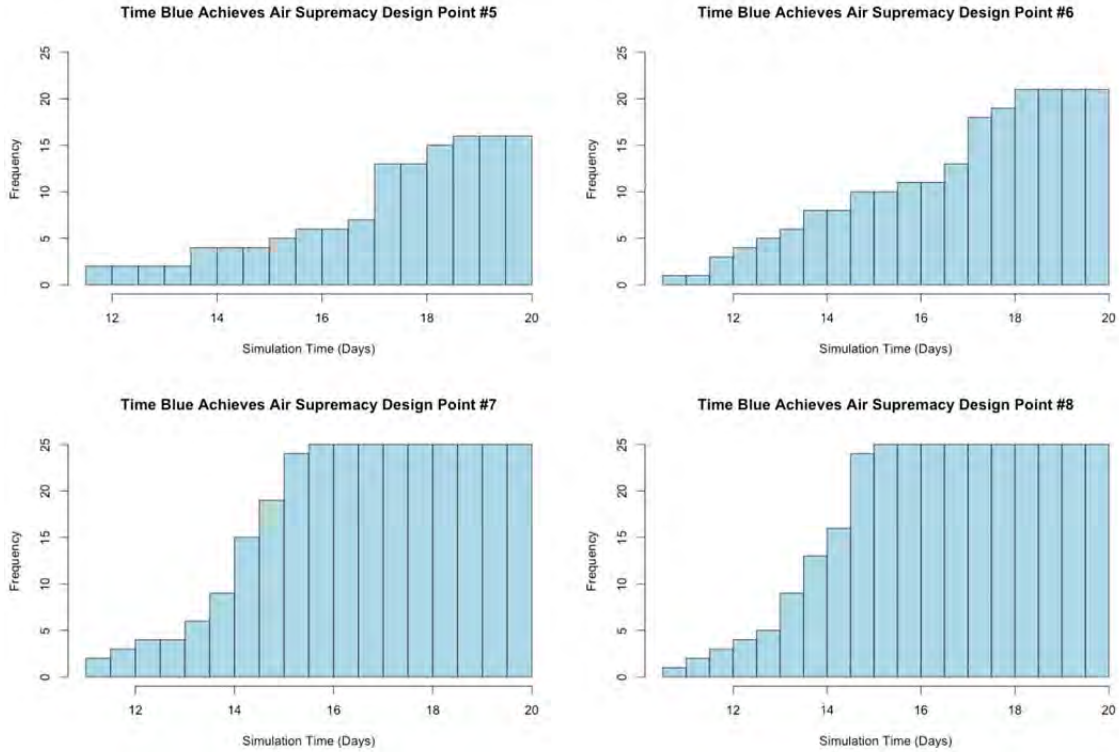 Time Blue Achieves Air Supremacy Design Point #5
25
20
15
10
5
0
Frequency
12 14 16 18 20
Simulation Time (Days)
Time Blue Achieves Air Supremacy Design Point #6
25
20
15
10
5
0
Frequency
12 14 16 18 20
Simulation Time (Days)
Time Blue Achieves Air Supremacy Design Point #7
25
20
15
10
5
0
Frequency
12 14 16 18 20
Simulation Time (Days)
Time Blue Achieves Air Supremacy Design Point #8
25
20
15
10
5
0
Frequency
12 14 16 18 20
Simulation Time (Days)